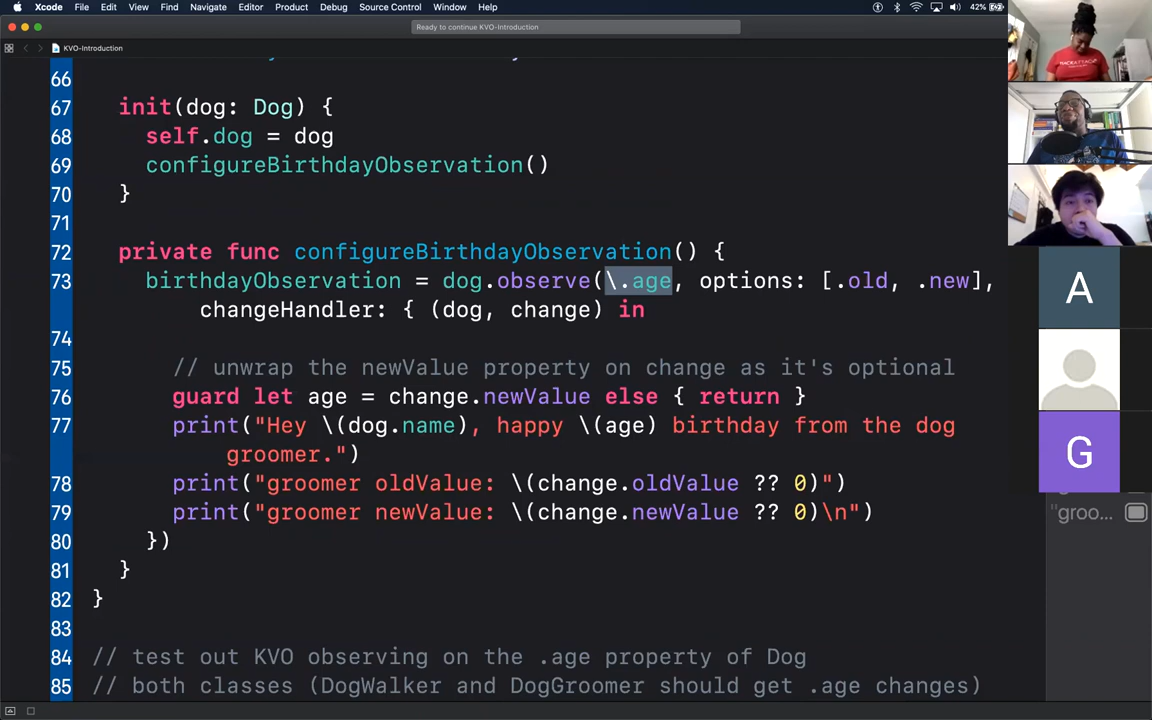 Xcode File Edit View Find Navigate Editor Product Debug Source Control Window Help 42%
Ready to continue KVO-Introduction
KVO-Introduction
66
67 init(dog: Dog) {
68 self.dog = dog
69 configureBirthdayObservation()
70 }
71
72 private func configureBirthdayObservation() {
73 birthdayObservation = dog.observe(\.age, options: [.old, .new],
changeHandler: { (dog, change) in
74
75 // unwrap the newValue property on change as it's optional
76 guard let age = change.newValue else { return }
77 print("Hey \(dog.name), happy \(age) birthday from the dog
groomer.")
78 print("groomer oldValue: \(change.oldValue ?? 0)")
79 print("groomer newValue: \(change.newValue ?? 0)\n")
80 })
81 }
82 }
83
84 // test out KVO observing on the .age property of Dog
85 // both classes (DogWalker and DogGroomer should get .age changes)
A
G
"groo...